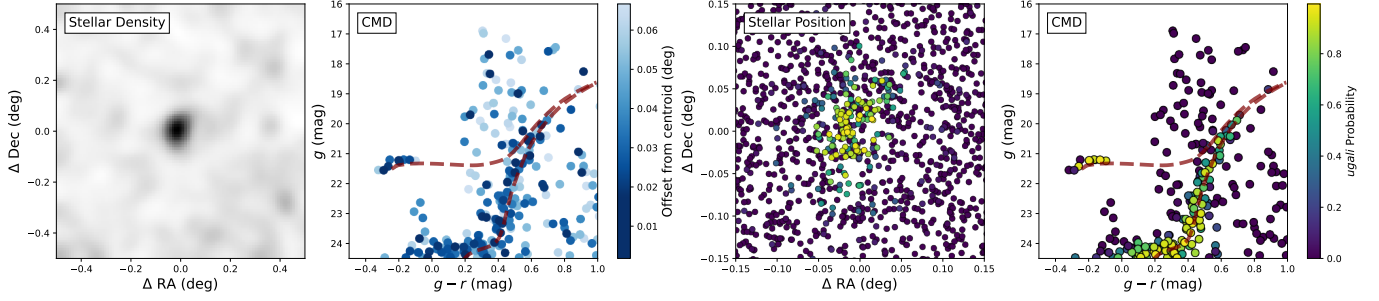 Stellar Density
0.4
0.2
0.0
−0.2
−0.4
Δ Dec (deg)
−0.4 −0.2 0.0 0.2 0.4
Δ RA (deg)
CMD
16
17
18
19
20
21
22
23
24
g (mag)
−0.4 −0.2 0.0 0.2 0.4 0.6 0.8 1.0
g − r (mag)
0.06
0.05
0.04
0.03
0.02
0.01
Offset from centroid (deg)
Stellar Position
0.15
0.10
0.05
0.00
−0.05
−0.10
−0.15
Δ Dec (deg)
−0.15 −0.10 −0.05 0.00 0.05 0.10 0.15
Δ RA (deg)
CMD
16
17
18
19
20
21
22
23
24
g (mag)
−0.4 −0.2 0.0 0.2 0.4 0.6 0.8 1.0
g − r (mag)
0.8
0.6
0.4
0.2
0.0
ugali Probability